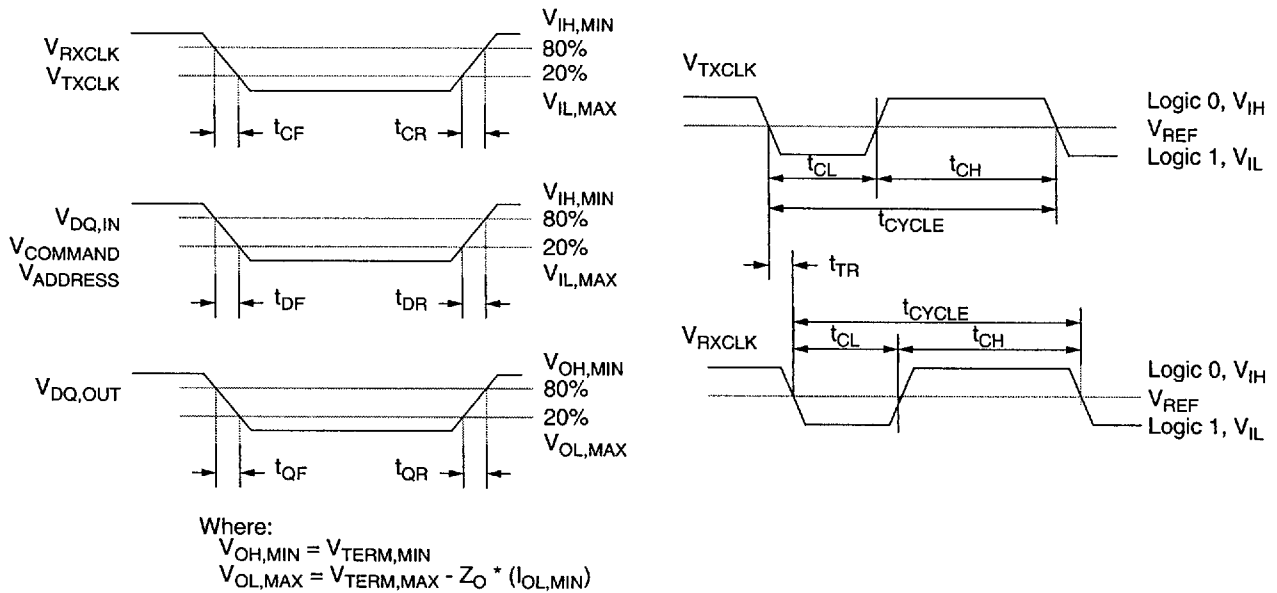 V_RXCLK
V_TXCLK
V_IH,MIN
80%
20%
V_IL,MAX
t_CF
t_CR
V_DQ,IN
V_COMMAND
V_ADDRESS
V_IH,MIN
80%
20%
V_IL,MAX
t_DF
t_DR
V_DQ,OUT
V_OH,MIN
80%
20%
V_OL,MAX
t_QF
t_QR
Where:
V_OH,MIN = V_TERM,MIN
V_OL,MAX = V_TERM,MAX - Z_O * (I_OL,MIN)
V_TXCLK
Logic 0, V_IH
V_REF
Logic 1, V_IL
t_CL
t_CH
t_CYCLE
t_TR
t_CYCLE
V_RXCLK
t_CL
t_CH
Logic 0, V_IH
V_REF
Logic 1, V_IL